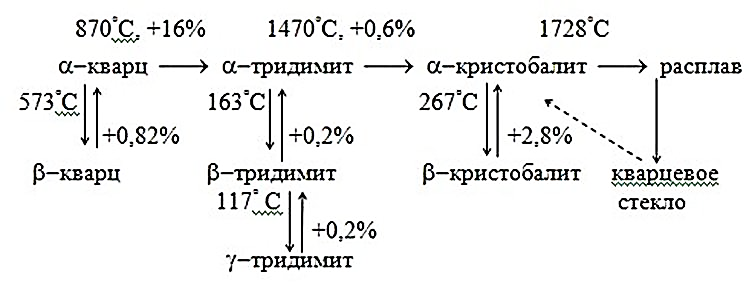 870°С, +16% 1470°С, +0,6% 1728°С
α–кварц α–тридимит α–кристобалит расплав
573°С 163°С 267°С
+0,82% +0,2% +2,8%
β–кварц β–тридимит β–кристобалит кварцевое
117° С стекло
+0,2%
γ–тридимит